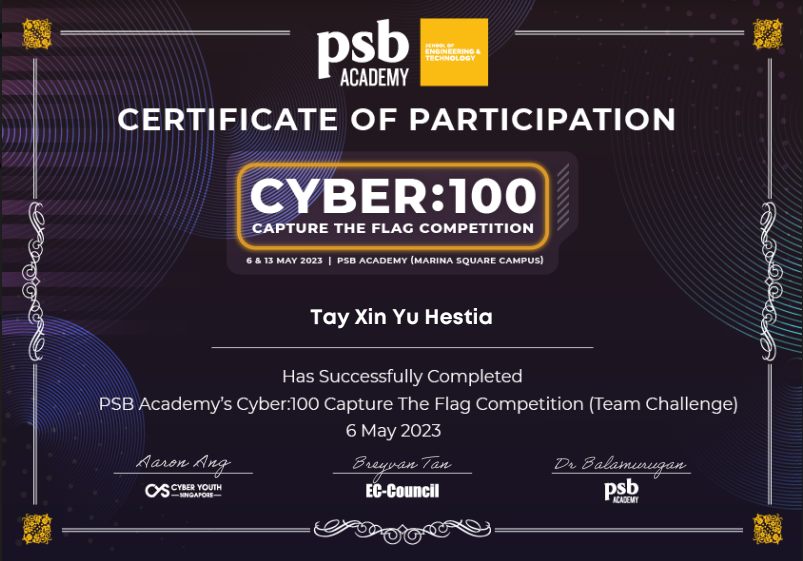 psb
ACADEMY
SCHOOL OF
ENGINEERING &
TECHNOLOGY
CERTIFICATE OF PARTICIPATION
CYBER:100
CAPTURE THE FLAG COMPETITION
6 & 13 MAY 2023 | PSB ACADEMY (MARINA SQUARE CAMPUS)
Tay Xin Yu Hestia
Has Successfully Completed
PSB Academy's Cyber:100 Capture The Flag Competition (Team Challenge)
6 May 2023
Aaron Ang
Breyvan Tan
Dr Balamurugan
CYS CYBER YOUTH
SINGAPORE
EC-Council
psb
ACADEMY